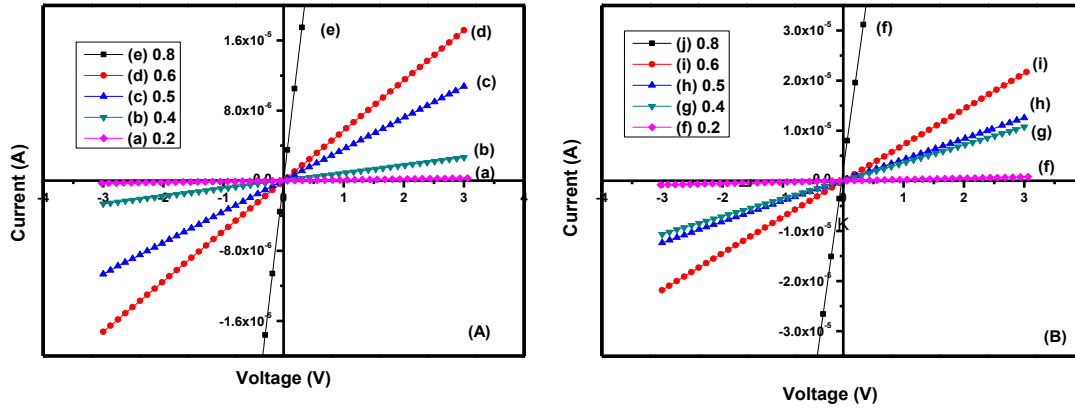 (e)
(e) 0.8
(d) 0.6
(c) 0.5
(b) 0.4
(a) 0.2
(d)
(c)
(b)
(a)
1.6x10⁻⁵
8.0x10⁻⁶
0.0
-8.0x10⁻⁶
-1.6x10⁻⁵
-4 -3 -2 -1 0 1 2 3 4
Current (A)
Voltage (V)
(A)
(f)
(j) 0.8
(i) 0.6
(h) 0.5
(g) 0.4
(f) 0.2
(i)
(h)
(g)
(f)
3.0x10⁻⁵
2.0x10⁻⁵
1.0x10⁻⁵
0.0
-1.0x10⁻⁵
-2.0x10⁻⁵
-3.0x10⁻⁵
-4 -3 -2 -1 0 1 2 3
K
Current (A)
Voltage (V)
(B)